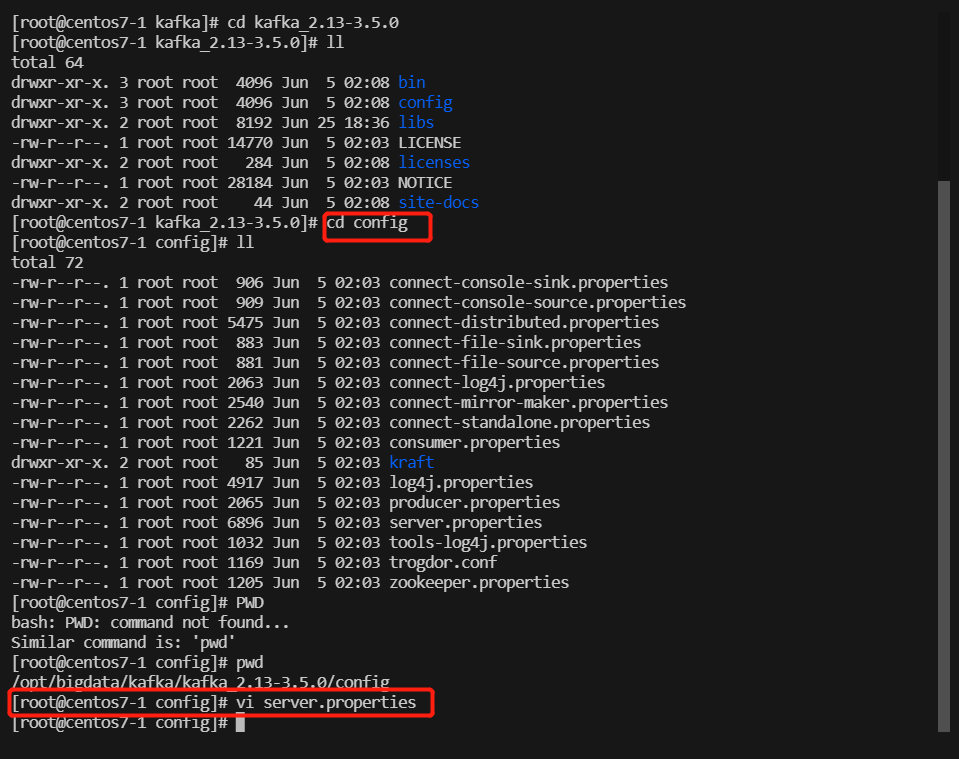 [root@centos7-1 kafka]# cd kafka_2.13-3.5.0
[root@centos7-1 kafka_2.13-3.5.0]# ll
total 64
drwxr-xr-x. 3 root root  4096 Jun  5 02:08 bin
drwxr-xr-x. 3 root root  4096 Jun  5 02:08 config
drwxr-xr-x. 2 root root  8192 Jun 25 18:36 libs
-rw-r--r--. 1 root root 14770 Jun  5 02:03 LICENSE
drwxr-xr-x. 2 root root   284 Jun  5 02:08 licenses
-rw-r--r--. 1 root root 28184 Jun  5 02:03 NOTICE
drwxr-xr-x. 2 root root    44 Jun  5 02:08 site-docs
[root@centos7-1 kafka_2.13-3.5.0]# cd config
[root@centos7-1 config]# ll
total 72
-rw-r--r--. 1 root root  906 Jun  5 02:03 connect-console-sink.properties
-rw-r--r--. 1 root root  909 Jun  5 02:03 connect-console-source.properties
-rw-r--r--. 1 root root 5475 Jun  5 02:03 connect-distributed.properties
-rw-r--r--. 1 root root  883 Jun  5 02:03 connect-file-sink.properties
-rw-r--r--. 1 root root  881 Jun  5 02:03 connect-file-source.properties
-rw-r--r--. 1 root root 2063 Jun  5 02:03 connect-log4j.properties
-rw-r--r--. 1 root root 2540 Jun  5 02:03 connect-mirror-maker.properties
-rw-r--r--. 1 root root 2262 Jun  5 02:03 connect-standalone.properties
-rw-r--r--. 1 root root 1221 Jun  5 02:03 consumer.properties
drwxr-xr-x. 2 root root   85 Jun  5 02:03 kraft
-rw-r--r--. 1 root root 4917 Jun  5 02:03 log4j.properties
-rw-r--r--. 1 root root 2065 Jun  5 02:03 producer.properties
-rw-r--r--. 1 root root 6896 Jun  5 02:03 server.properties
-rw-r--r--. 1 root root 1032 Jun  5 02:03 tools-log4j.properties
-rw-r--r--. 1 root root 1169 Jun  5 02:03 trogdor.conf
-rw-r--r--. 1 root root 1205 Jun  5 02:03 zookeeper.properties
[root@centos7-1 config]# PWD
bash: PWD: command not found...
Similar command is: 'pwd'
[root@centos7-1 config]# pwd
/opt/bigdata/kafka/kafka_2.13-3.5.0/config
[root@centos7-1 config]# vi server.properties
[root@centos7-1 config]#